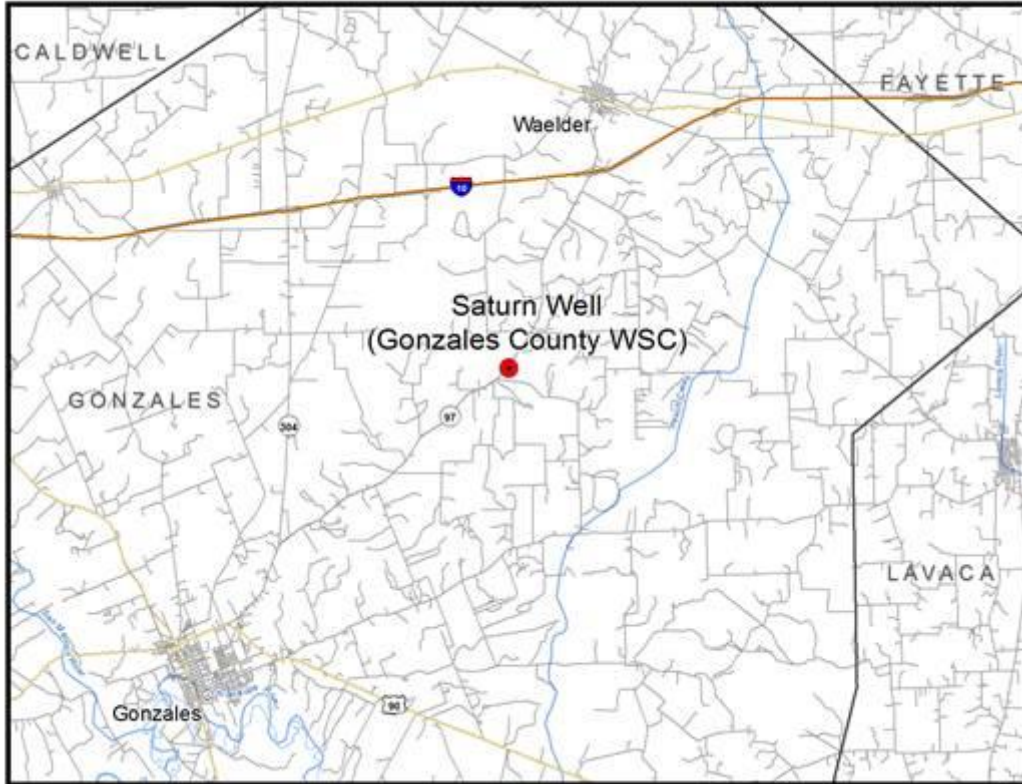 CALDWELL
FAYETTE
Waelder
10
Saturn Well
(Gonzales County WSC)
GONZALES
97
304
LAVACA
Gonzales
90